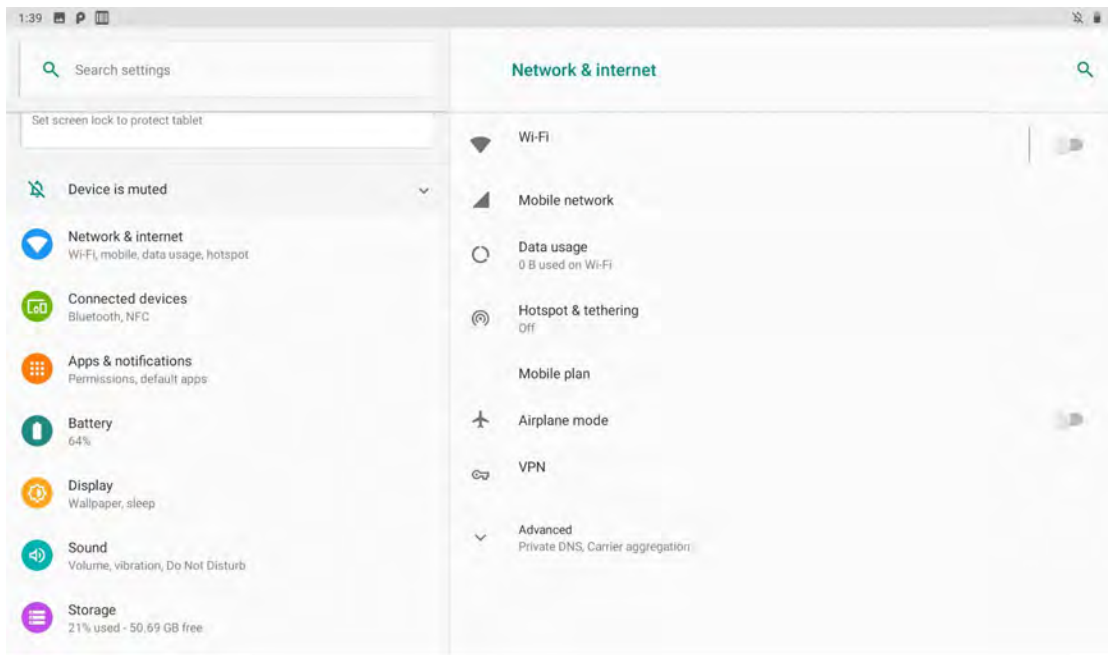 1:39
Search settings
Set screen lock to protect tablet
Device is muted
Network & internet
Wi-Fi, mobile, data usage, hotspot
Connected devices
Bluetooth, NFC
Apps & notifications
Permissions, default apps
Battery
64%
Display
Wallpaper, sleep
Sound
Volume, vibration, Do Not Disturb
Storage
21% used - 50.69 GB free
Network & internet
Wi-Fi
Mobile network
Data usage
0 B used on Wi-Fi
Hotspot & tethering
Off
Mobile plan
Airplane mode
VPN
Advanced
Private DNS, Carrier aggregation